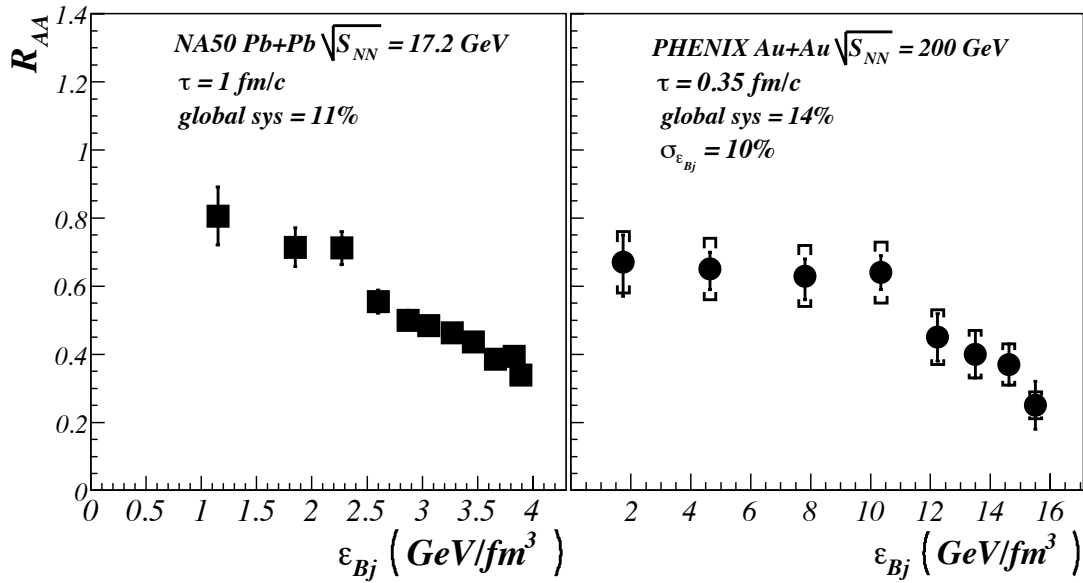 R_AA
1.4
1.2
1
0.8
0.6
0.4
0.2
0
NA50 Pb+Pb √S_NN = 17.2 GeV
τ = 1 fm/c
global sys = 11%
0 0.5 1 1.5 2 2.5 3 3.5 4
ε_Bj (GeV/fm³)
PHENIX Au+Au √S_NN = 200 GeV
τ = 0.35 fm/c
global sys = 14%
σ_ε_Bj = 10%
2 4 6 8 10 12 14 16
ε_Bj (GeV/fm³)